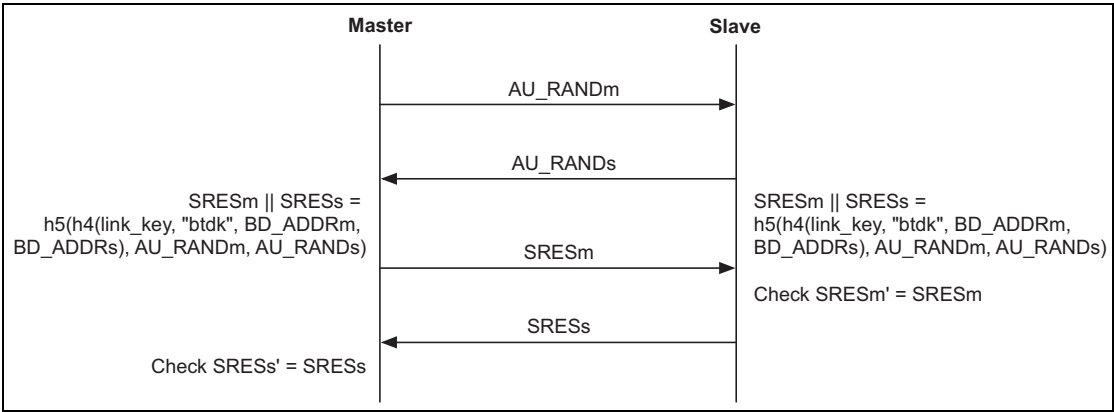 Master
Slave
AU_RANDm
AU_RANDs
SRESm || SRESs =
h5(h4(link_key, "btdk", BD_ADDRm,
BD_ADDRs), AU_RANDm, AU_RANDs)
SRESm || SRESs =
h5(h4(link_key, "btdk", BD_ADDRm,
BD_ADDRs), AU_RANDm, AU_RANDs)
SRESm
Check SRESm' = SRESm
SRESs
Check SRESs' = SRESs